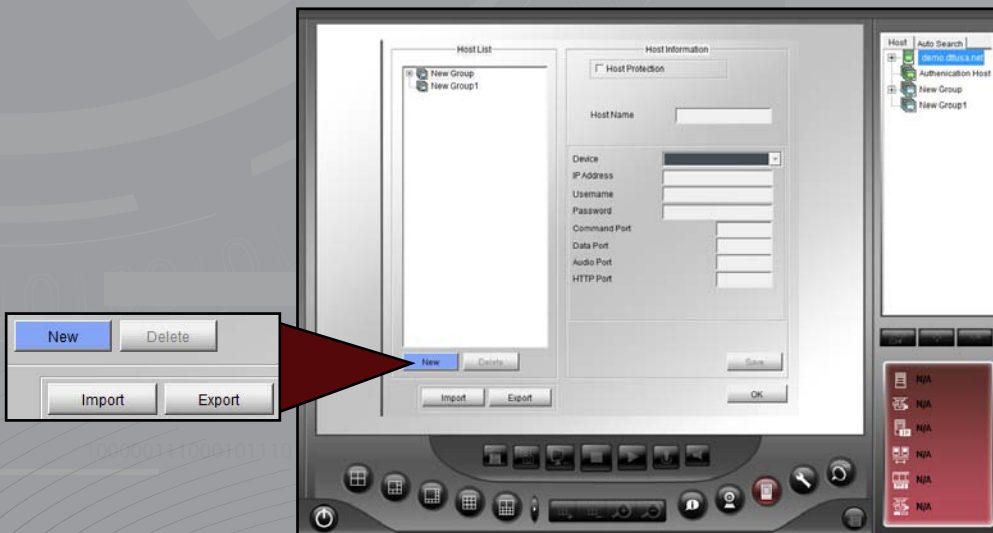 Host List
New Group
New Group1
New
Delete
Import
Export
Host Information
Host Protection
Host Name
Device
IP Address
Username
Password
Command Port
Data Port
Audio Port
HTTP Port
Save
OK
Host
Auto Search
demo.dttusa.net
Authenication Host
New Group
New Group1
N/A
N/A
N/A
N/A
N/A
N/A
New
Delete
Import
Export